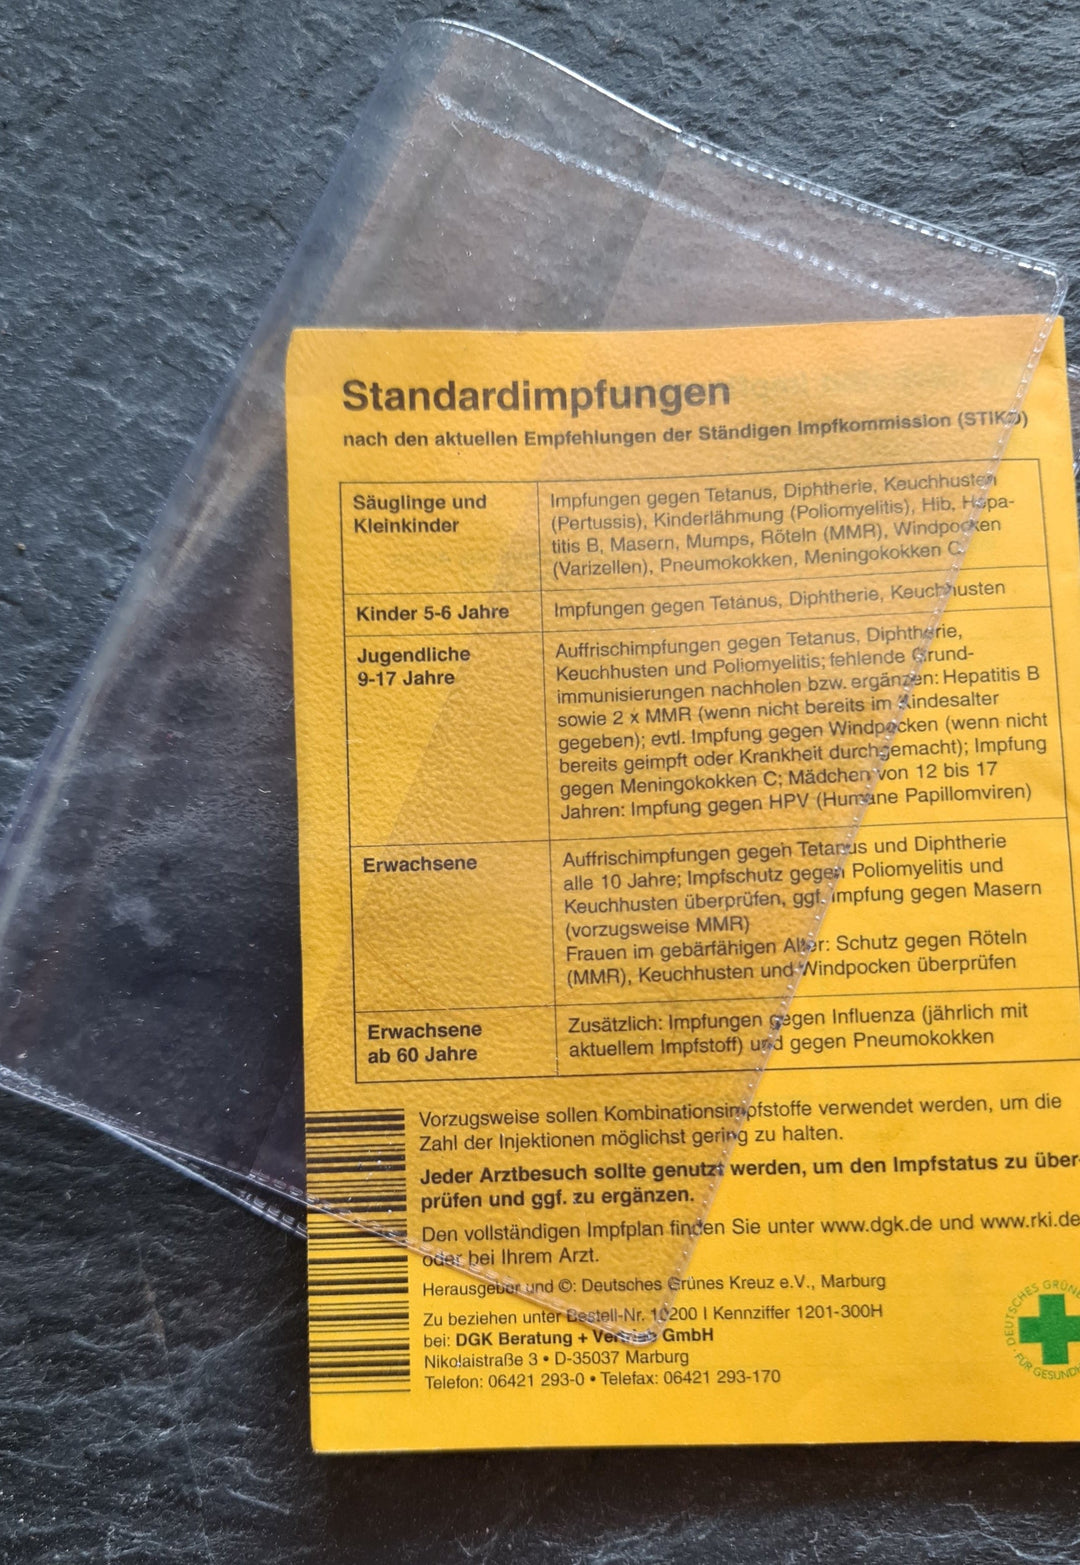 Standardimpfungen
nach den aktuellen Empfehlungen der Ständigen Impfkommission (STIKO)
Säuglinge und
Kleinkinder
Impfungen gegen Tetanus, Diphtherie, Keuchhusten
(Pertussis), Kinderlähmung (Poliomyelitis), Hib, Hepa-
titis B, Masern, Mumps, Röteln (MMR), Windpocken
(Varizellen), Pneumokokken, Meningokokken C
Kinder 5-6 Jahre
Impfungen gegen Tetanus, Diphtherie, Keuchhusten
Jugendliche
9-17 Jahre
Auffrischimpfungen gegen Tetanus, Diphtherie,
Keuchhusten und Poliomyelitis; fehlende Grund-
immunisierungen nachholen bzw. ergänzen: Hepatitis B
sowie 2 x MMR (wenn nicht bereits im Kindesalter
gegeben); evtl. Impfung gegen Windpocken (wenn nicht
bereits geimpft oder Krankheit durchgemacht); Impfung
gegen Meningokokken C; Mädchen von 12 bis 17
Jahren: Impfung gegen HPV (Humane Papillomviren)
Erwachsene
Auffrischimpfungen gegen Tetanus und Diphtherie
alle 10 Jahre; Impfschutz gegen Poliomyelitis und
Keuchhusten überprüfen, ggf. Impfung gegen Masern
(vorzugsweise MMR)
Frauen im gebärfähigen Alter: Schutz gegen Röteln
(MMR), Keuchhusten und Windpocken überprüfen
Erwachsene
ab 60 Jahre
Zusätzlich: Impfungen gegen Influenza (jährlich mit
aktuellem Impfstoff) und gegen Pneumokokken
Vorzugsweise sollen Kombinationsimpfstoffe verwendet werden, um die
Zahl der Injektionen möglichst gering zu halten.
Jeder Arztbesuch sollte genutzt werden, um den Impfstatus zu über-
prüfen und ggf. zu ergänzen.
Den vollständigen Impfplan finden Sie unter www.dgk.de und www.rki.de
oder bei Ihrem Arzt.
Herausgeber und ©: Deutsches Grünes Kreuz e.V., Marburg
Zu beziehen unter Bestell-Nr. 10200 I Kennziffer 1201-300H
bei: DGK Beratung + Vertrieb GmbH
Nikolaistraße 3 • D-35037 Marburg
Telefon: 06421 293-0 • Telefax: 06421 293-170
DEUTSCHES